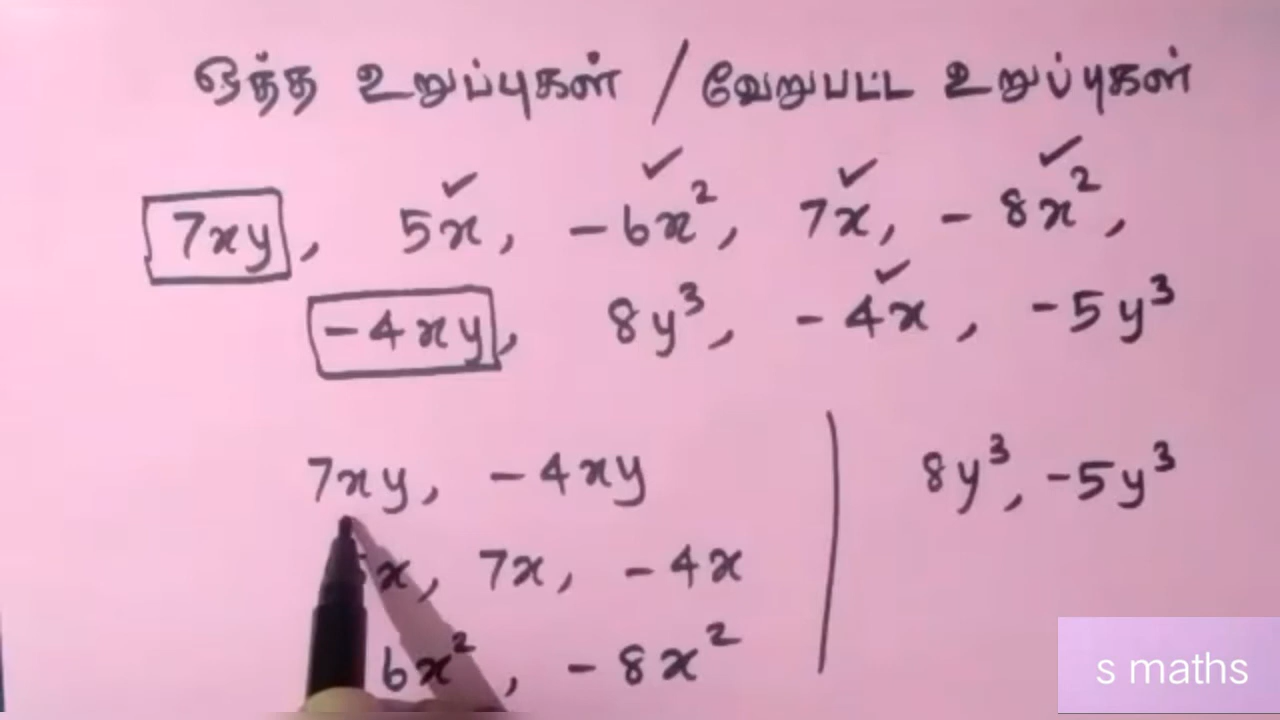 ஒத்த உறுப்புகள் / வேறுபட்ட உறுப்புகள்
7xy, 5x, -6x², 7x, -8x²,
-4xy, 8y³, -4x, -5y³
7xy, -4xy
x, 7x, -4x
6x², -8x²
8y³, -5y³
s maths